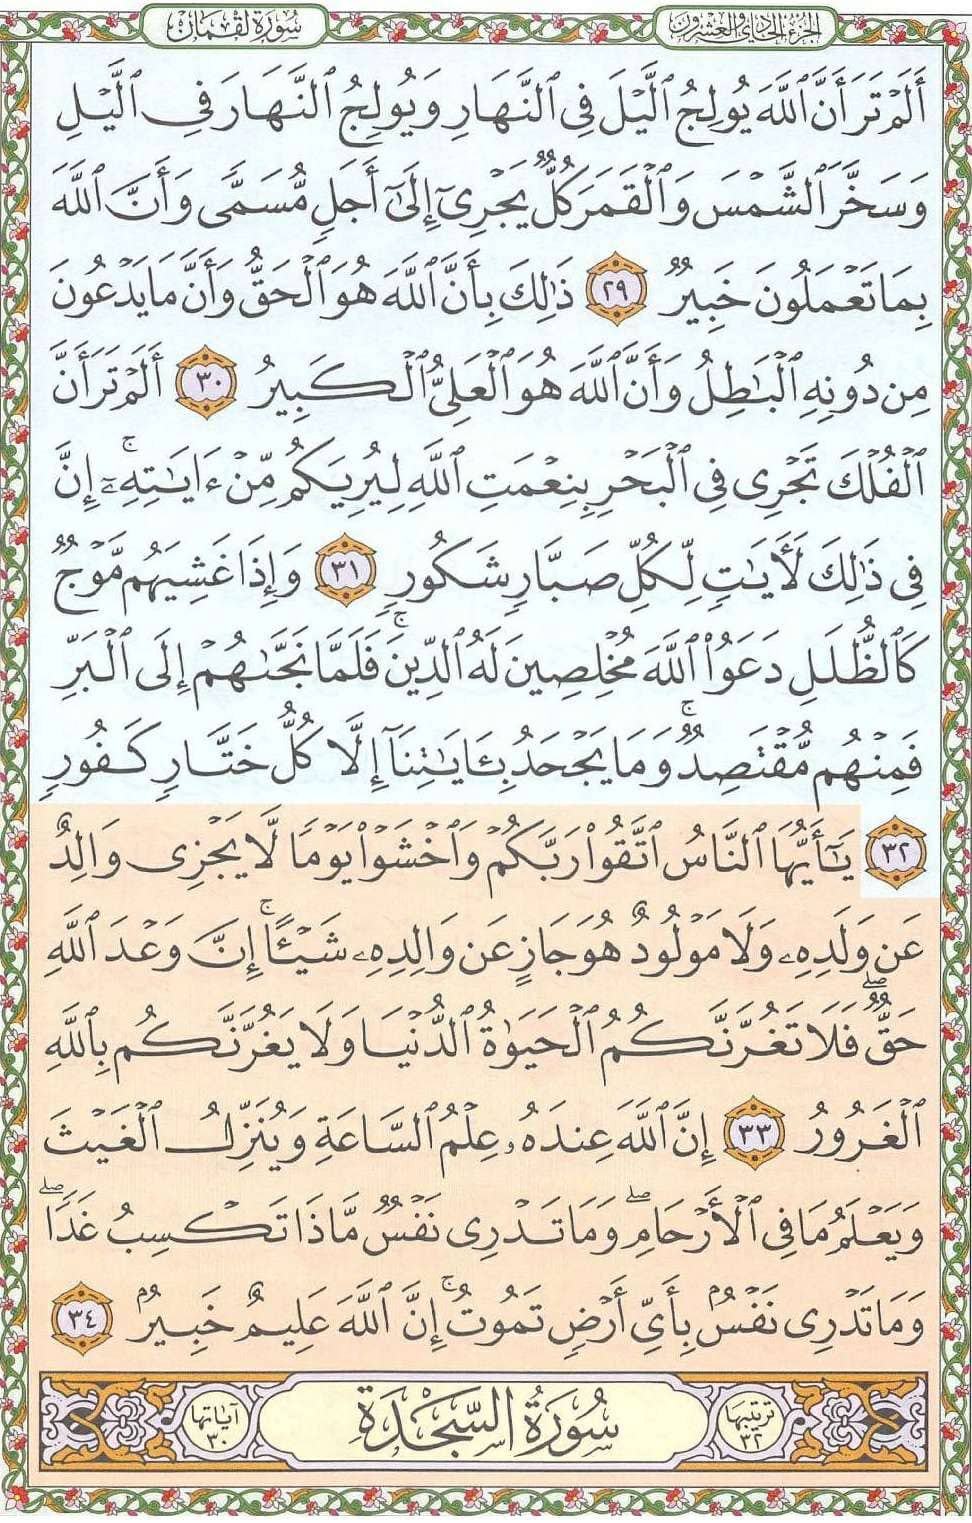 الجزء الحادي والعشرون
سورة لقمان
أَلَمۡ تَرَ أَنَّ ٱللَّهَ يُولِجُ ٱلَّيۡلَ فِي ٱلنَّهَارِ وَيُولِجُ ٱلنَّهَارَ فِي ٱلَّيۡلِ
وَسَخَّرَ ٱلشَّمۡسَ وَٱلۡقَمَرَ كُلّٞ يَجۡرِيٓ إِلَىٰٓ أَجَلٖ مُّسَمّٗى وَأَنَّ ٱللَّهَ
بِمَا تَعۡمَلُونَ خَبِيرٞ ٢٩ ذَٰلِكَ بِأَنَّ ٱللَّهَ هُوَ ٱلۡحَقُّ وَأَنَّ مَا يَدۡعُونَ
مِن دُونِهِ ٱلۡبَٰطِلُ وَأَنَّ ٱللَّهَ هُوَ ٱلۡعَلِيُّ ٱلۡكَبِيرُ ٣٠ أَلَمۡ تَرَ أَنَّ
ٱلۡفُلۡكَ تَجۡرِي فِي ٱلۡبَحۡرِ بِنِعۡمَتِ ٱللَّهِ لِيُرِيَكُم مِّنۡ ءَايَٰتِهِۦٓۚ إِنَّ
فِي ذَٰلِكَ لَأٓيَٰتٖ لِّكُلِّ صَبَّارٖ شَكُورٖ ٣١ وَإِذَا غَشِيَهُم مَّوۡجٞ
كَٱلظُّلَلِ دَعَوُاْ ٱللَّهَ مُخۡلِصِينَ لَهُ ٱلدِّينَۚ فَلَمَّا نَجَّىٰهُمۡ إِلَى ٱلۡبَرِّ
فَمِنۡهُم مُّقۡتَصِدٞۚ وَمَا يَجۡحَدُ بِـَٔايَٰتِنَآ إِلَّا كُلُّ خَتَّارٖ كَفُورٖ
٣٢ يَٰٓأَيُّهَا ٱلنَّاسُ ٱتَّقُواْ رَبَّكُمۡ وَٱخۡشَوۡاْ يَوۡمٗا لَّا يَجۡزِي وَالِدٌ
عَن وَلَدِهِۦ وَلَا مَوۡلُودٌ هُوَ جَازٍ عَن وَالِدِهِۦ شَيۡـًٔاۚ إِنَّ وَعۡدَ ٱللَّهِ
حَقّٞۖ فَلَا تَغُرَّنَّكُمُ ٱلۡحَيَوٰةُ ٱلدُّنۡيَا وَلَا يَغُرَّنَّكُم بِٱللَّهِ
ٱلۡغَرُورُ ٣٣ إِنَّ ٱللَّهَ عِندَهُۥ عِلۡمُ ٱلسَّاعَةِ وَيُنَزِّلُ ٱلۡغَيۡثَ
وَيَعۡلَمُ مَا فِي ٱلۡأَرۡحَامِۖ وَمَا تَدۡرِي نَفۡسٞ مَّاذَا تَكۡسِبُ غَدٗاۖ
وَمَا تَدۡرِي نَفۡسُۢ بِأَيِّ أَرۡضٖ تَمُوتُۚ إِنَّ ٱللَّهَ عَلِيمٌ خَبِيرُۢ ٣٤
ترتيبها ٣٢
سُورَةُ السَّجْدَةِ
آياتها ٣٠